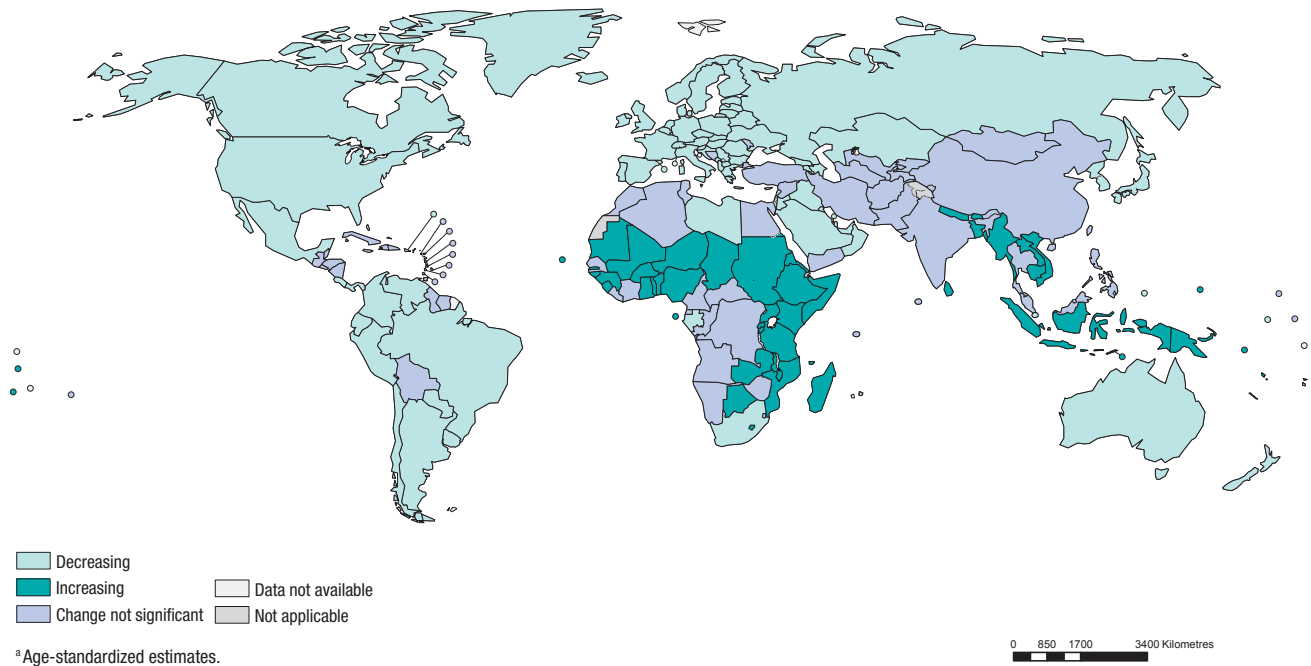 Decreasing
Increasing
Change not significant
Data not available
Not applicable
a Age-standardized estimates.
0 850 1700 3400 Kilometres